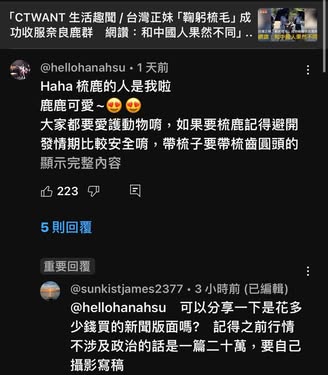 「CTWANT 生活趣聞 / 台灣正妹「鞠躬梳毛」成
功收服奈良鹿群　網讚：和中國人果然不同」..
@hellohanahsu • 1 天前
Haha 梳鹿的人是我啦
鹿鹿可愛~😍😍
大家都要愛護動物唷，如果要梳鹿記得避開
發情期比較安全唷，帶梳子要帶梳齒圓頭的
顯示完整內容
223
5 則回覆
重要回覆
@sunkistjames2377 • 3 小時前 (已編輯)
@hellohanahsu　可以分享一下是花多
少錢買的新聞版面嗎?　記得之前行情
不涉及政治的話是一篇二十萬，要自己
攝影寫稿